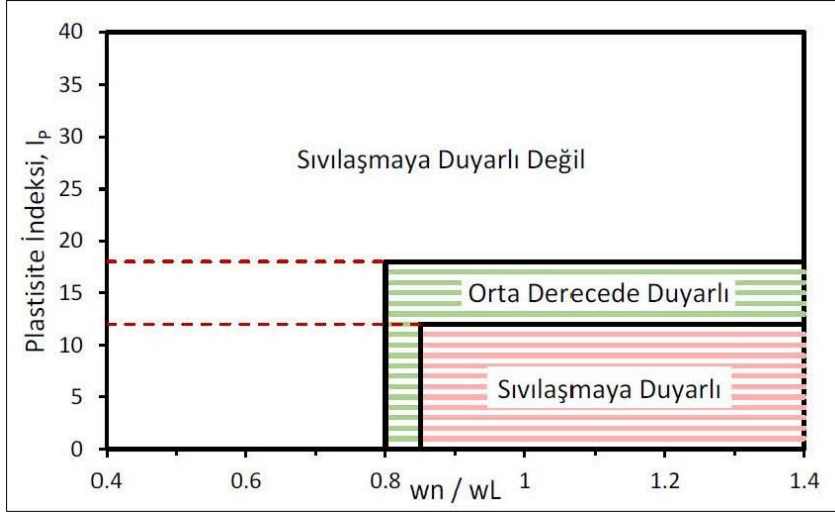 40
35
30
25
20
15
10
5
0
Plastisite İndeksi, IP
Sıvılaşmaya Duyarlı Değil
Orta Derecede Duyarlı
Sıvılaşmaya Duyarlı
0.4 0.6 0.8 1 1.2 1.4
wn / wL